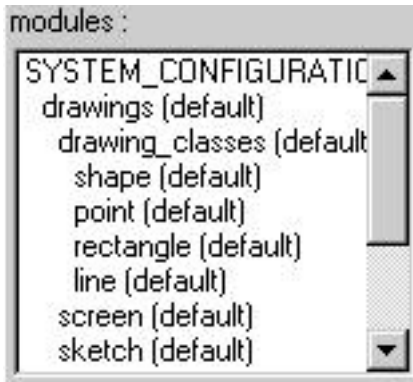 modules :
SYSTEM_CONFIGURATIC
drawings (default)
drawing_classes (default
shape (default)
point (default)
rectangle (default)
line (default)
screen (default)
sketch (default)